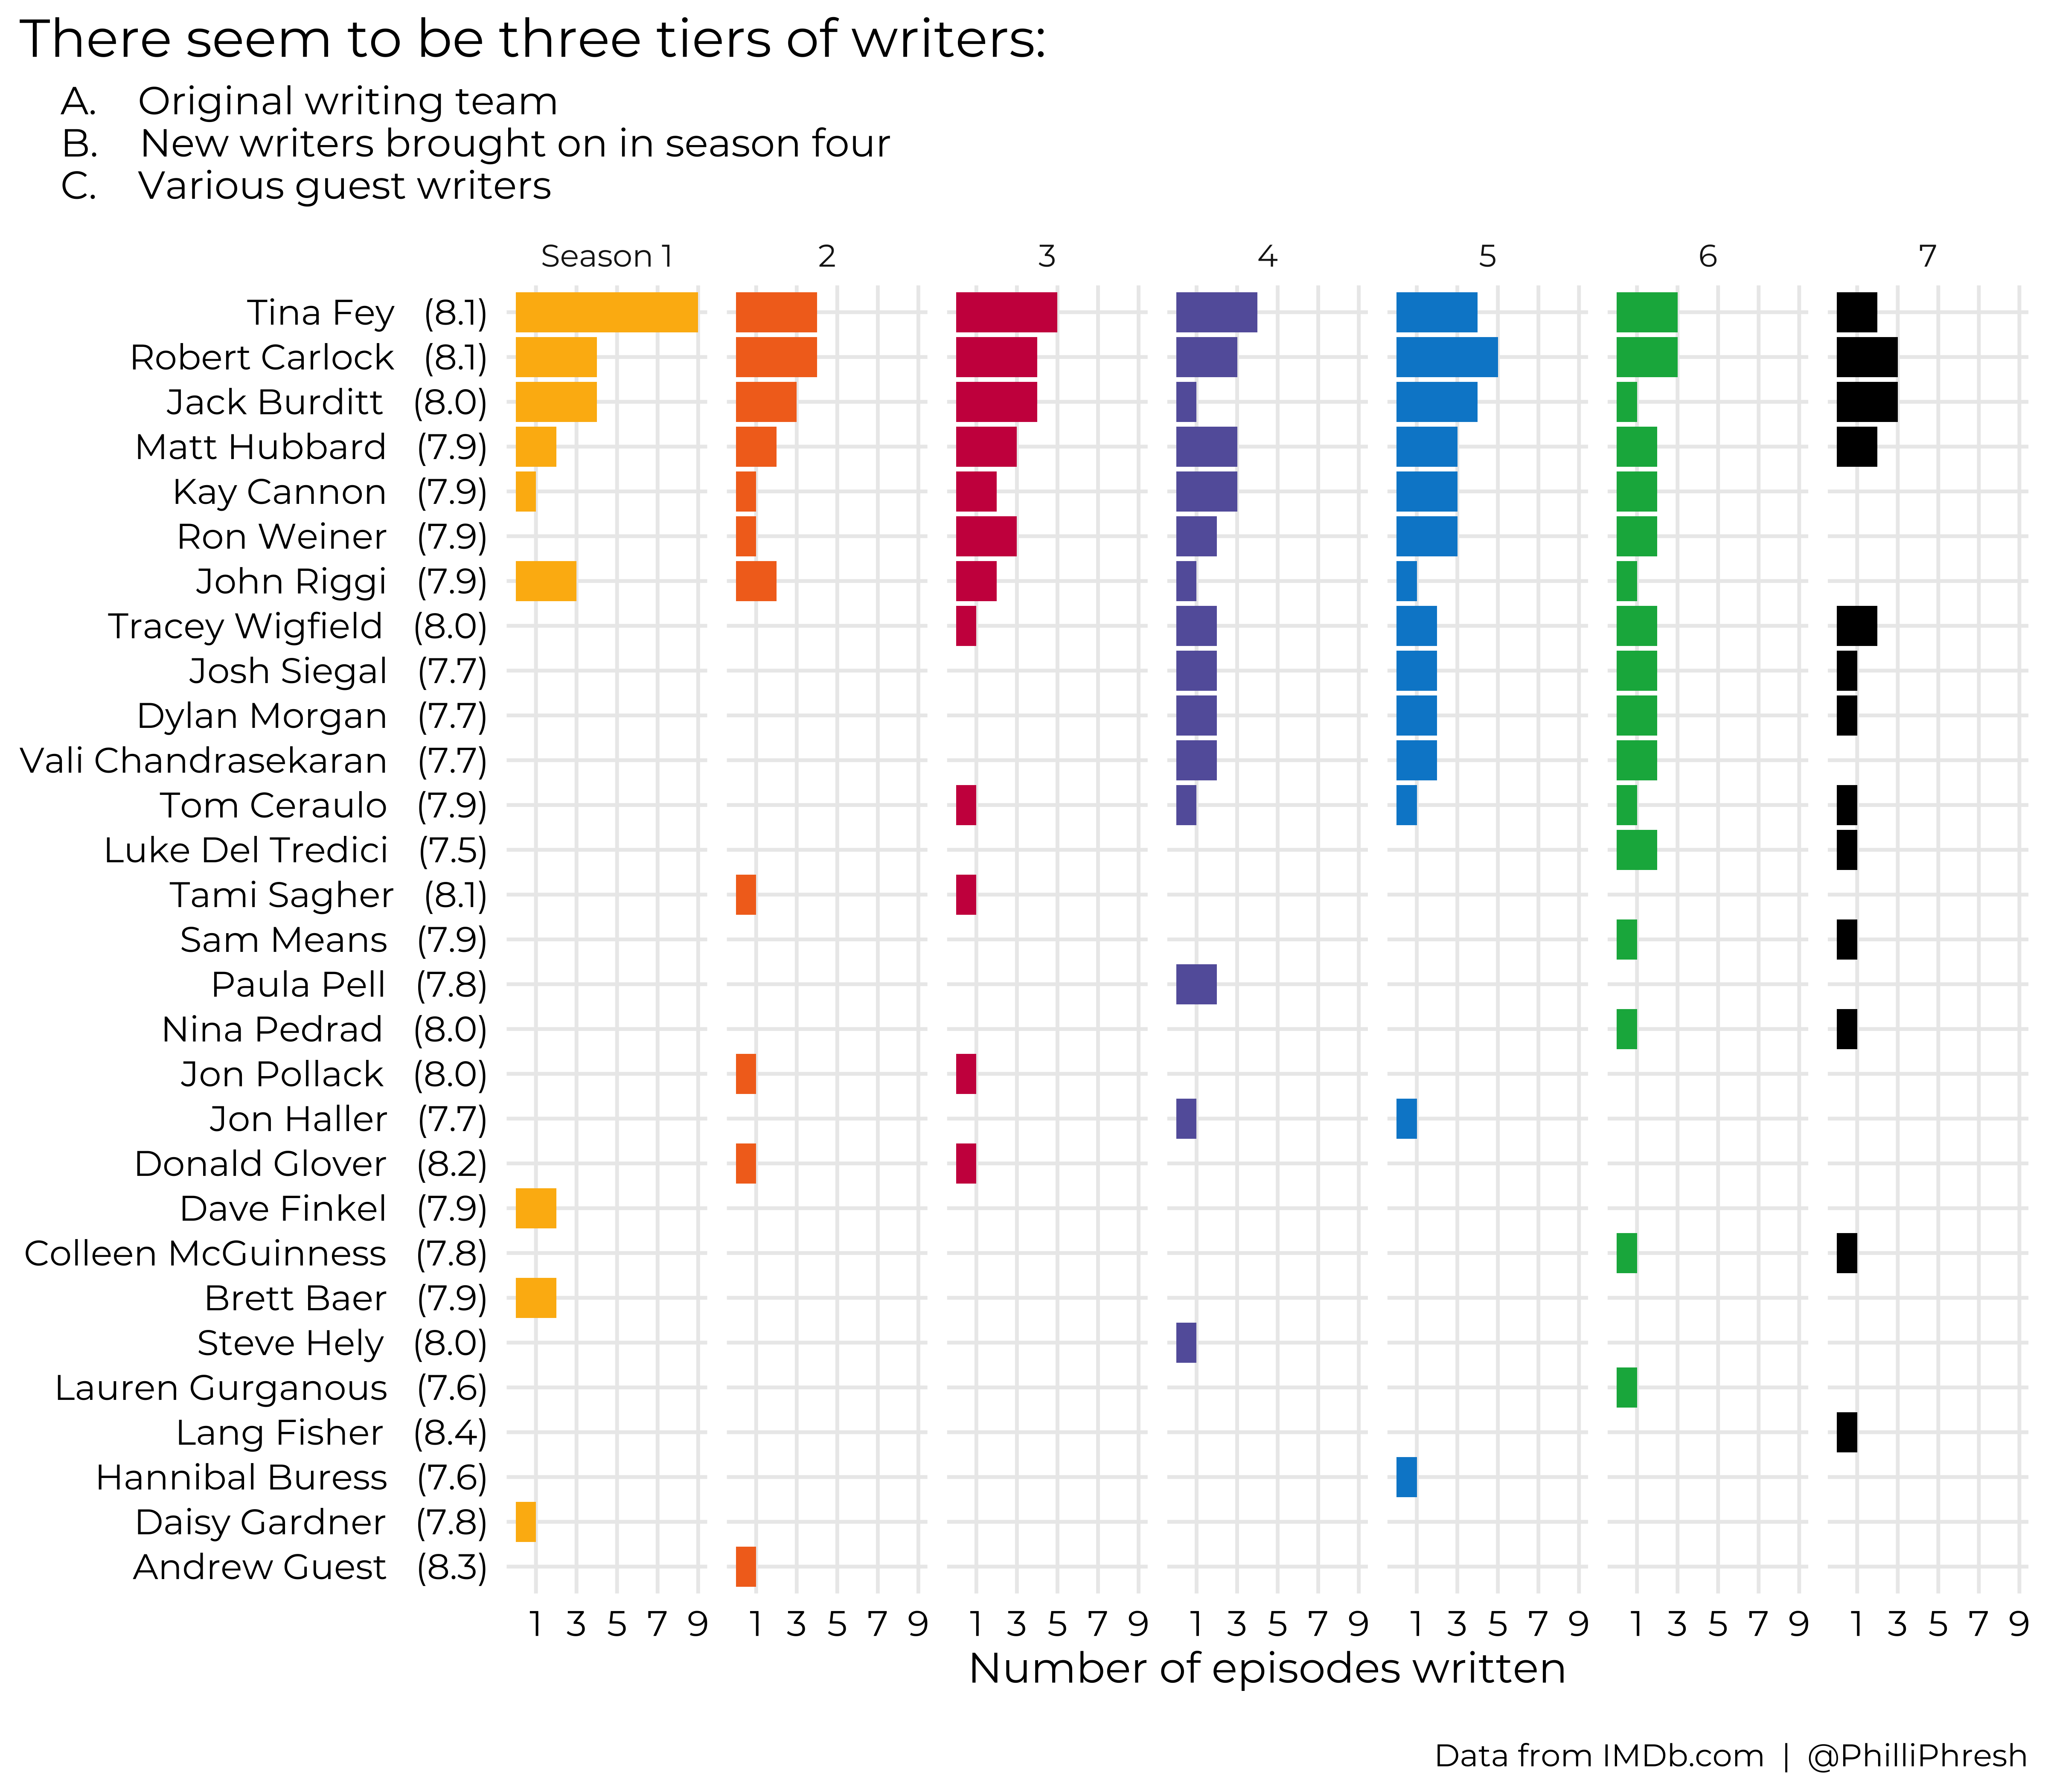 There seem to be three tiers of writers:
A. Original writing team
B. New writers brought on in season four
C. Various guest writers
Season 1 2 3 4 5 6 7
Tina Fey (8.1)
Robert Carlock (8.1)
Jack Burditt (8.0)
Matt Hubbard (7.9)
Kay Cannon (7.9)
Ron Weiner (7.9)
John Riggi (7.9)
Tracey Wigfield (8.0)
Josh Siegal (7.7)
Dylan Morgan (7.7)
Vali Chandrasekaran (7.7)
Tom Ceraulo (7.9)
Luke Del Tredici (7.5)
Tami Sagher (8.1)
Sam Means (7.9)
Paula Pell (7.8)
Nina Pedrad (8.0)
Jon Pollack (8.0)
Jon Haller (7.7)
Donald Glover (8.2)
Dave Finkel (7.9)
Colleen McGuinness (7.8)
Brett Baer (7.9)
Steve Hely (8.0)
Lauren Gurganous (7.6)
Lang Fisher (8.4)
Hannibal Buress (7.6)
Daisy Gardner (7.8)
Andrew Guest (8.3)
1 3 5 7 9 1 3 5 7 9 1 3 5 7 9 1 3 5 7 9 1 3 5 7 9 1 3 5 7 9 1 3 5 7 9
Number of episodes written
Data from IMDb.com | @PhilliPhresh